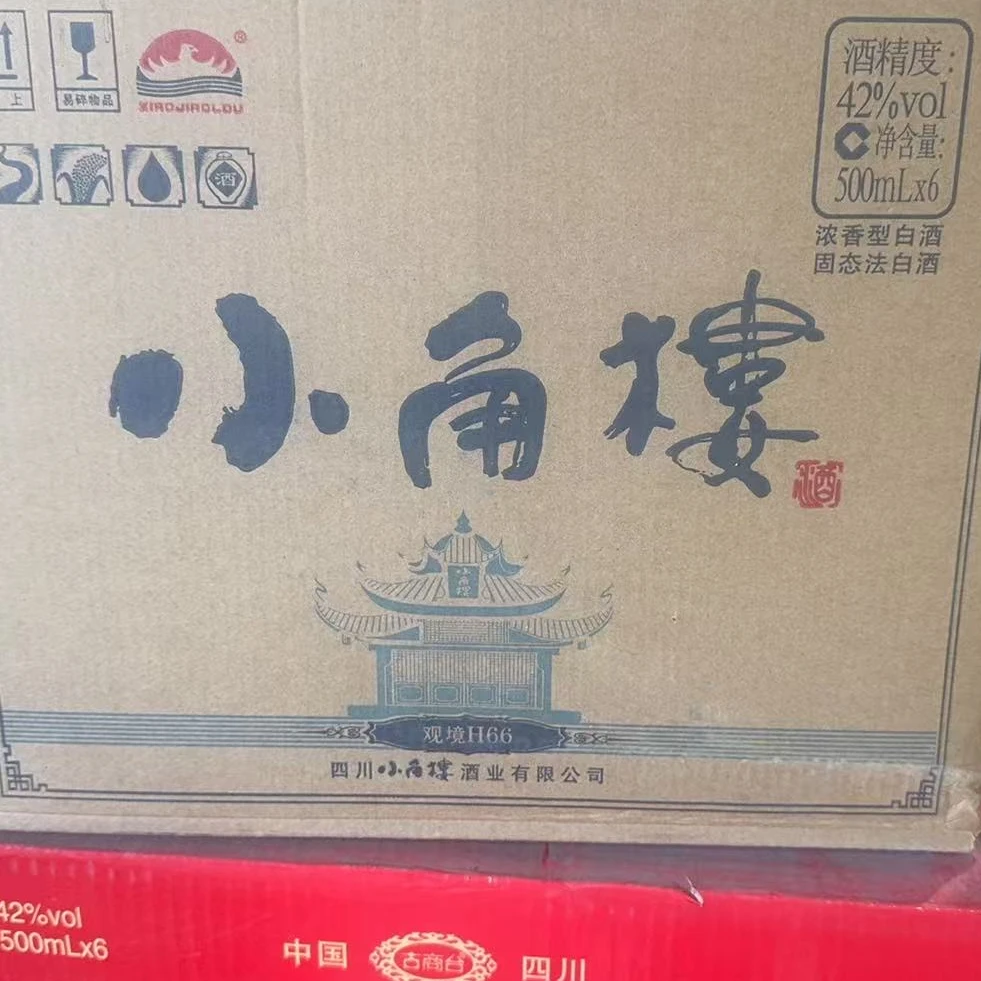 上
易碎物品
®
XIAOJIAOLOU
酒
酒精度:
42%vol
净含量:
500mLx6
浓香型白酒
固态法白酒
小角樓
酒
小角樓
观境H66
四川小角樓酒业有限公司
42%vol
500mLx6
中国 古商台 四川